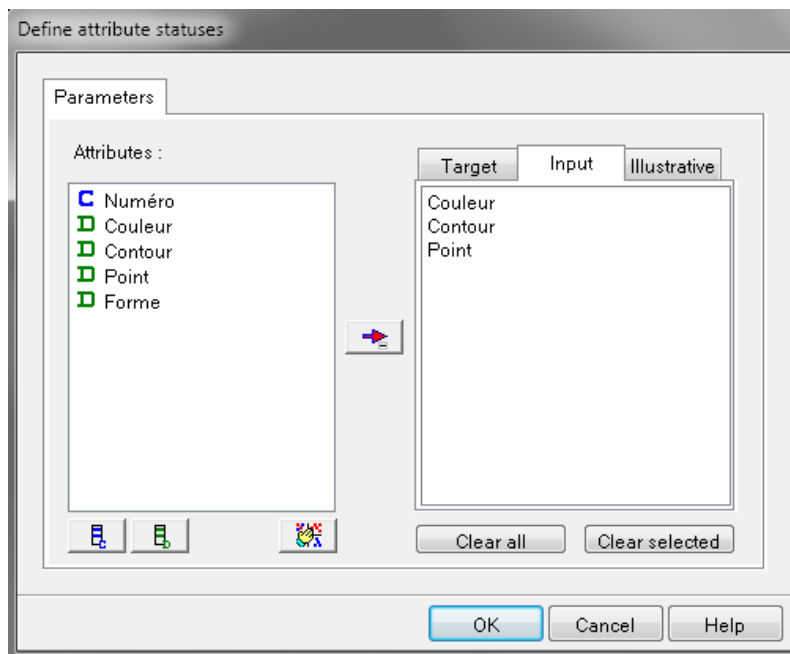 Define attribute statuses
Parameters
Attributes :
C Numéro
D Couleur
D Contour
D Point
D Forme
Target Input Illustrative
Couleur
Contour
Point
C D
Clear all Clear selected
OK Cancel Help